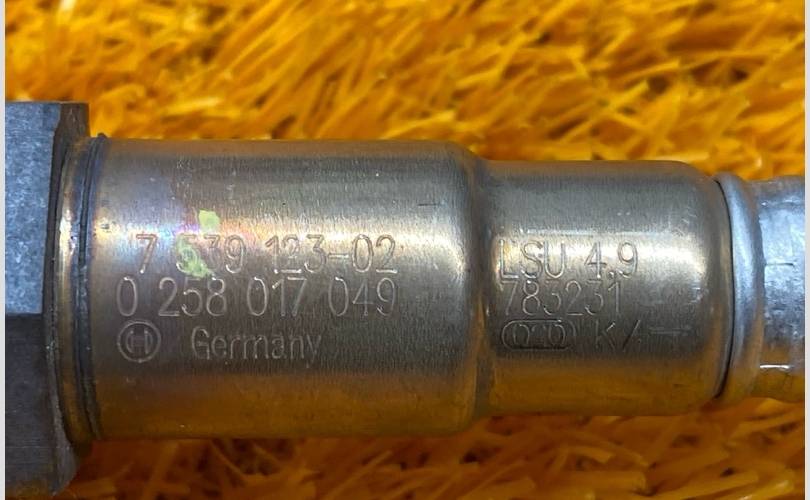 7 539 123-02
0 258 017 049
Germany
LSU 4.9
783231
K/